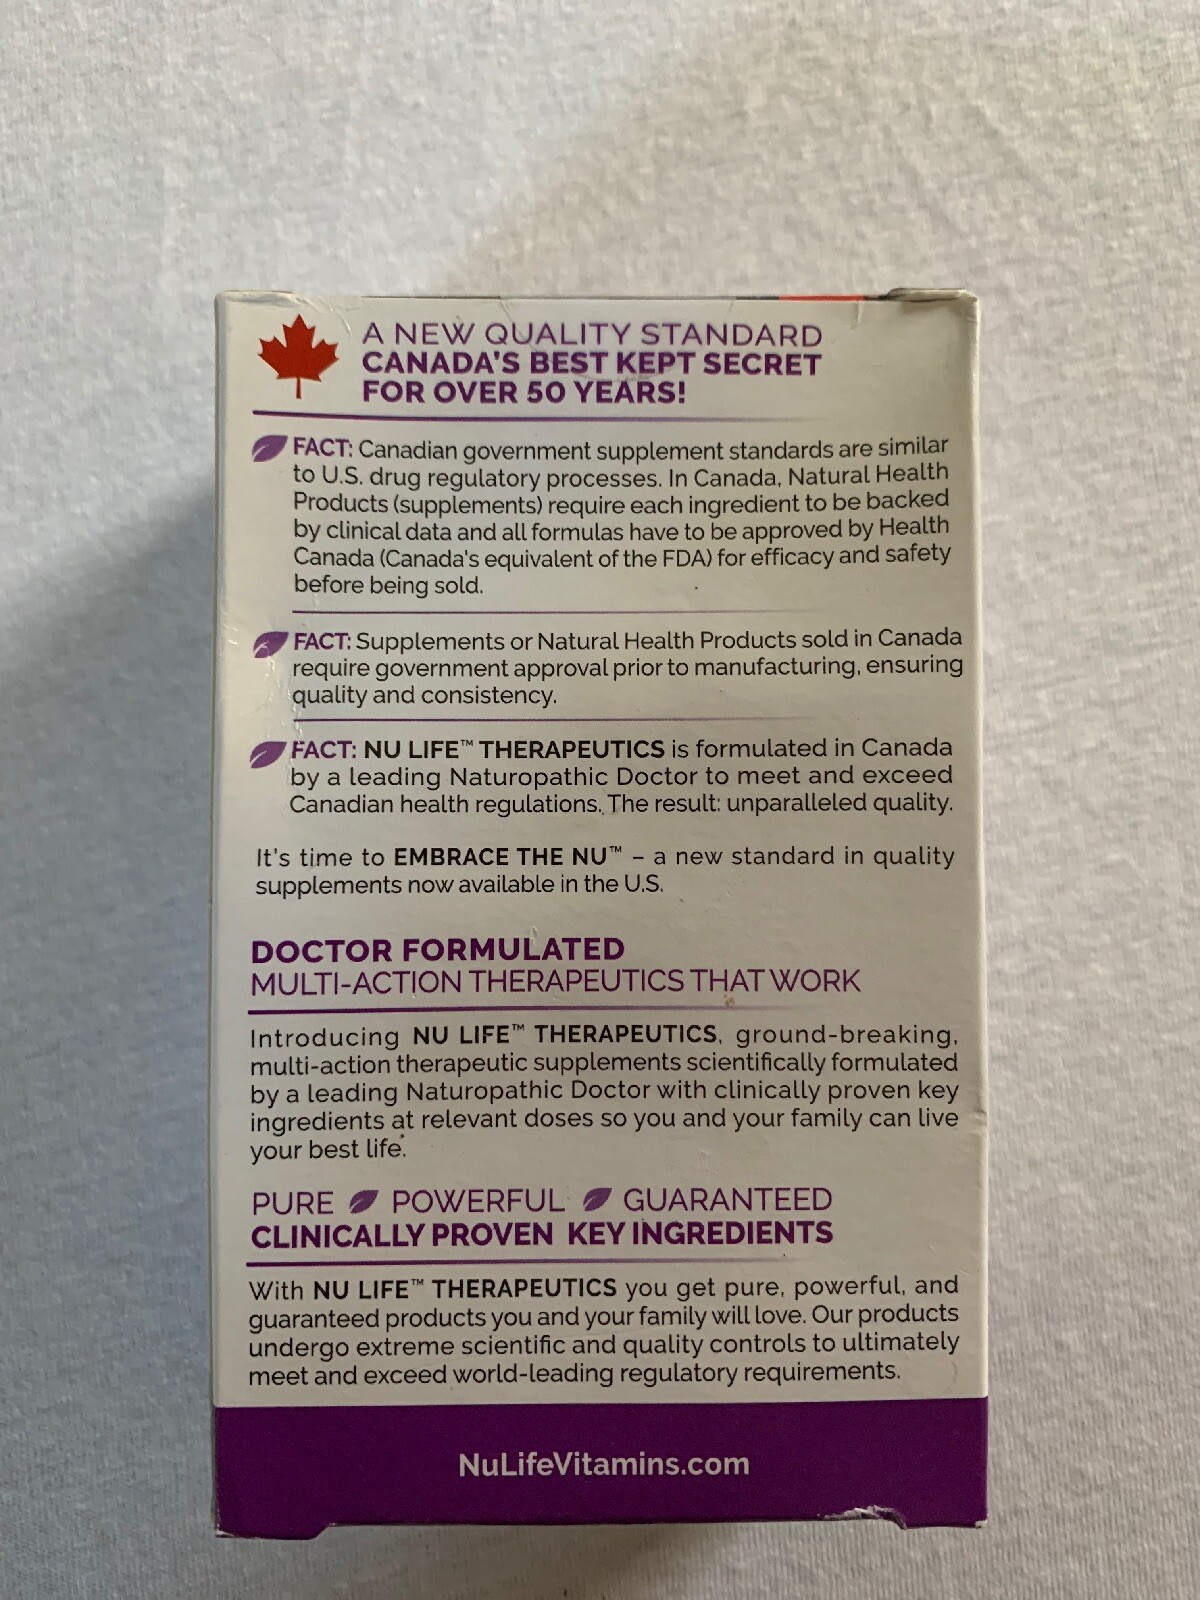 A NEW QUALITY STANDARD
CANADA'S BEST KEPT SECRET
FOR OVER 50 YEARS!
FACT: Canadian government supplement standards are similar
to U.S. drug regulatory processes. In Canada, Natural Health
Products (supplements) require each ingredient to be backed
by clinical data and all formulas have to be approved by Health
Canada (Canada's equivalent of the FDA) for efficacy and safety
before being sold.
FACT: Supplements or Natural Health Products sold in Canada
require government approval prior to manufacturing, ensuring
quality and consistency.
FACT: NU LIFE™ THERAPEUTICS is formulated in Canada
by a leading Naturopathic Doctor to meet and exceed
Canadian health regulations. The result: unparalleled quality.
It's time to EMBRACE THE NU™ – a new standard in quality
supplements now available in the U.S.
DOCTOR FORMULATED
MULTI-ACTION THERAPEUTICS THAT WORK
Introducing NU LIFE™ THERAPEUTICS, ground-breaking,
multi-action therapeutic supplements scientifically formulated
by a leading Naturopathic Doctor with clinically proven key
ingredients at relevant doses so you and your family can live
your best life.*
PURE POWERFUL GUARANTEED
CLINICALLY PROVEN KEY INGREDIENTS
With NU LIFE™ THERAPEUTICS you get pure, powerful, and
guaranteed products you and your family will love. Our products
undergo extreme scientific and quality controls to ultimately
meet and exceed world-leading regulatory requirements.
NuLifeVitamins.com